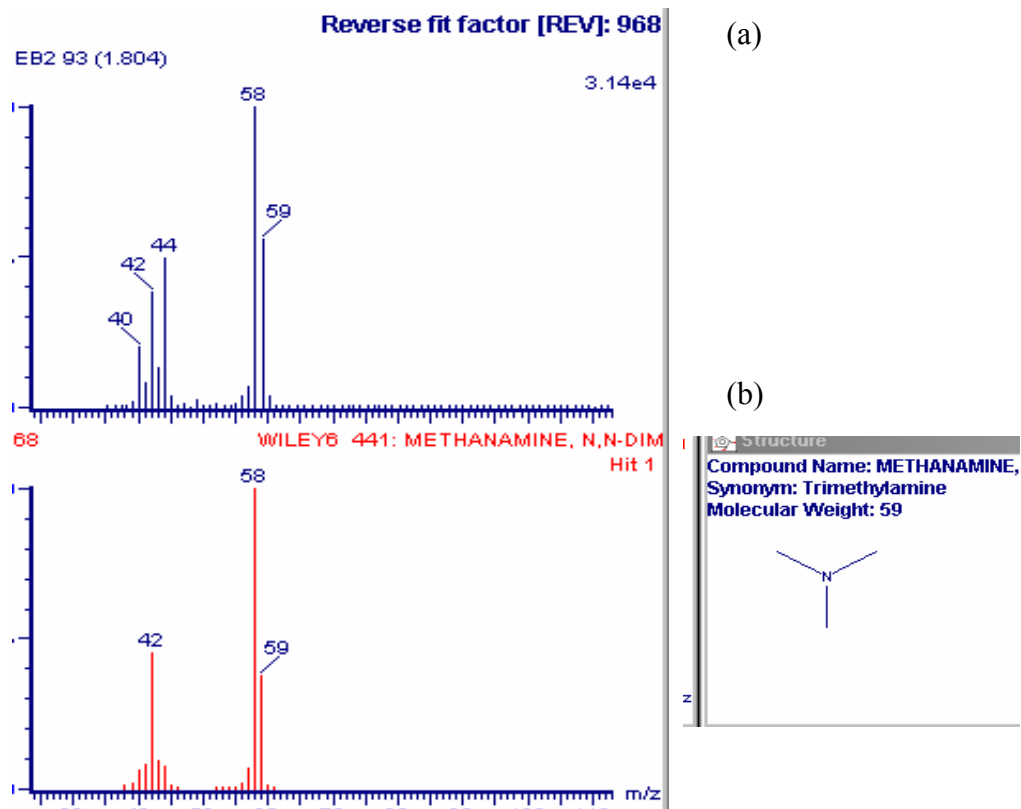 Reverse fit factor [REV]: 968
(a)
EB2 93 (1.804)
3.14e4
58
59
44
42
40
(b)
68
WILEY6 441: METHANAMINE, N,N-DIM
Hit 1
58
42
59
m/z
Structure
Compound Name: METHANAMINE,
Synonym: Trimethylamine
Molecular Weight: 59
N
z